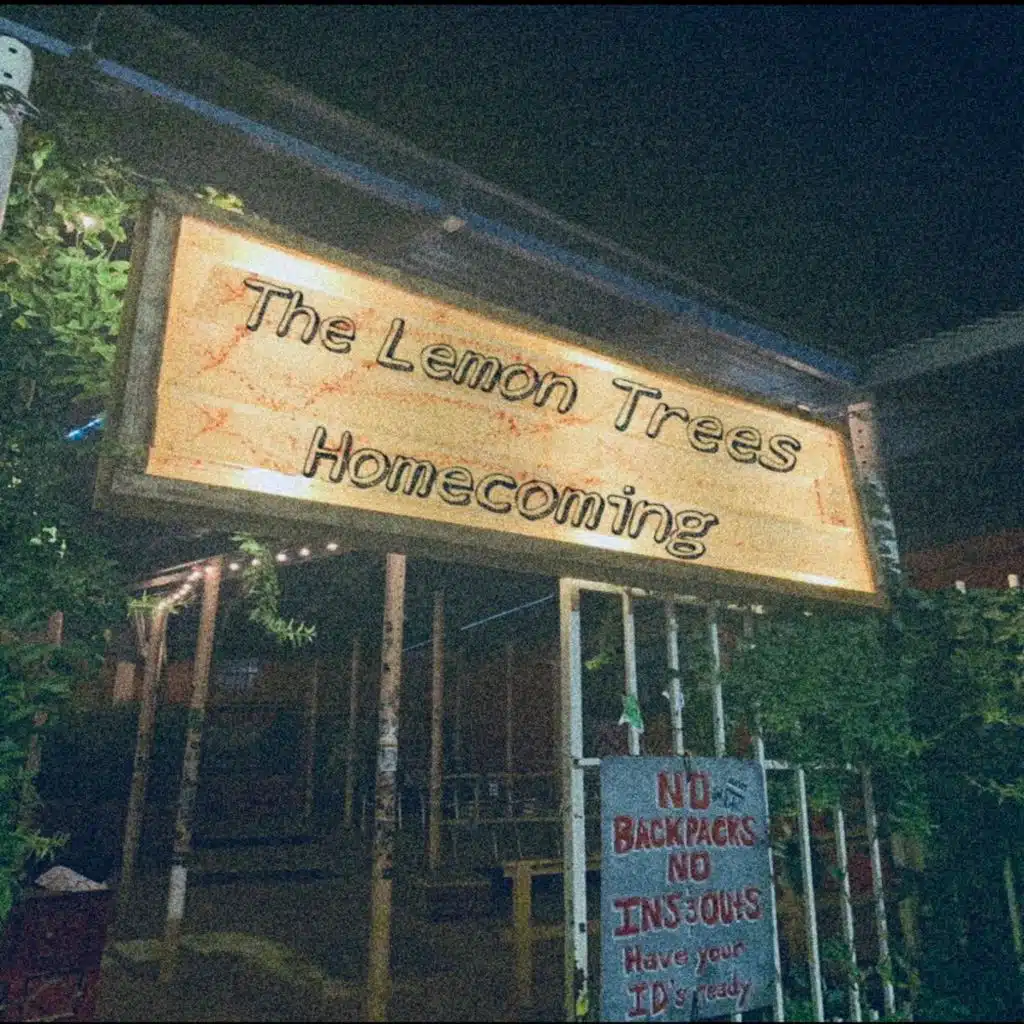 The Lemon Trees
Homecoming
NO
BACKPACKS
NO
INS & OUTS
Have your
ID's ready